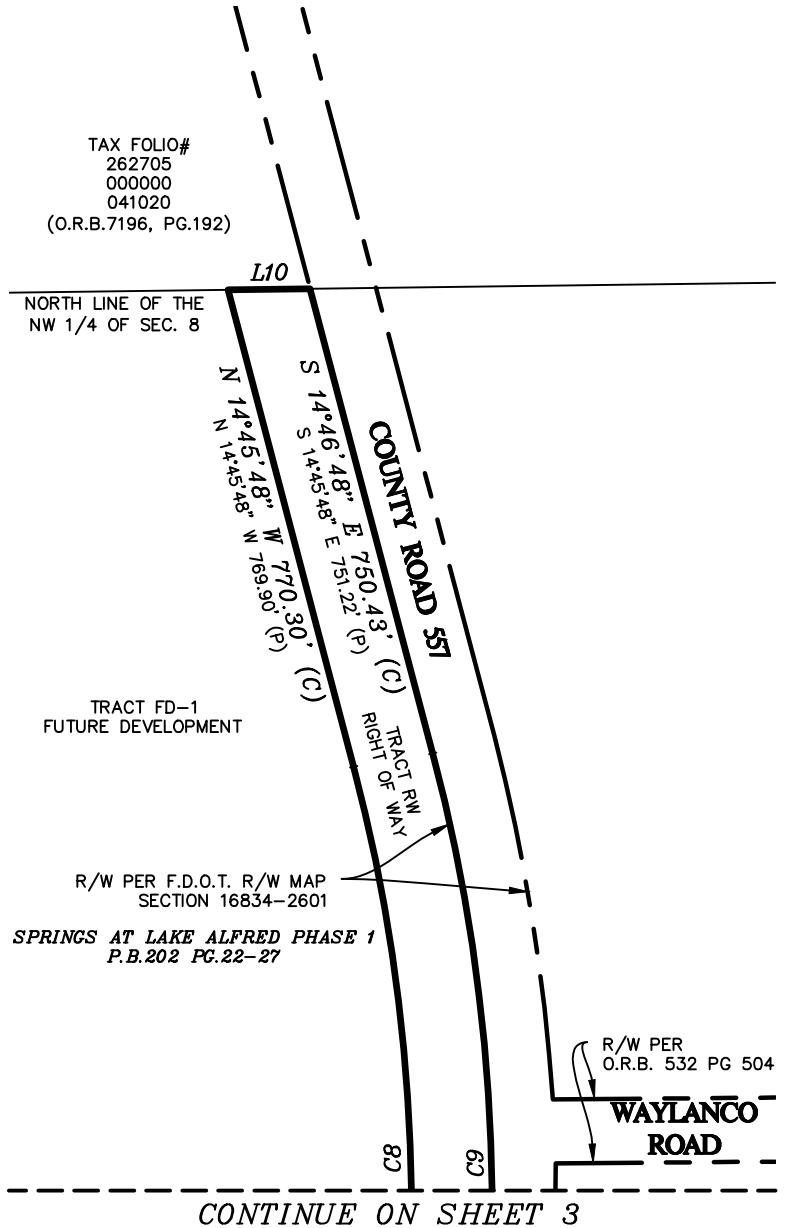 TAX FOLIO#
262705
000000
041020
(O.R.B.7196, PG.192)
L10
NORTH LINE OF THE
NW 1/4 OF SEC. 8
N 14°45'48" W 770.30' (C)
N 14°45'48" W 769.90' (P)
S 14°46'48" E 750.43' (C)
S 14°45'48" E 751.22' (P)
COUNTY ROAD 557
TRACT FD-1
FUTURE DEVELOPMENT
TRACT RW
RIGHT OF WAY
R/W PER F.D.O.T. R/W MAP
SECTION 16834-2601
SPRINGS AT LAKE ALFRED PHASE 1
P.B.202 PG.22-27
R/W PER
O.R.B. 532 PG 504
WAYLANCO
ROAD
C8
C9
CONTINUE ON SHEET 3